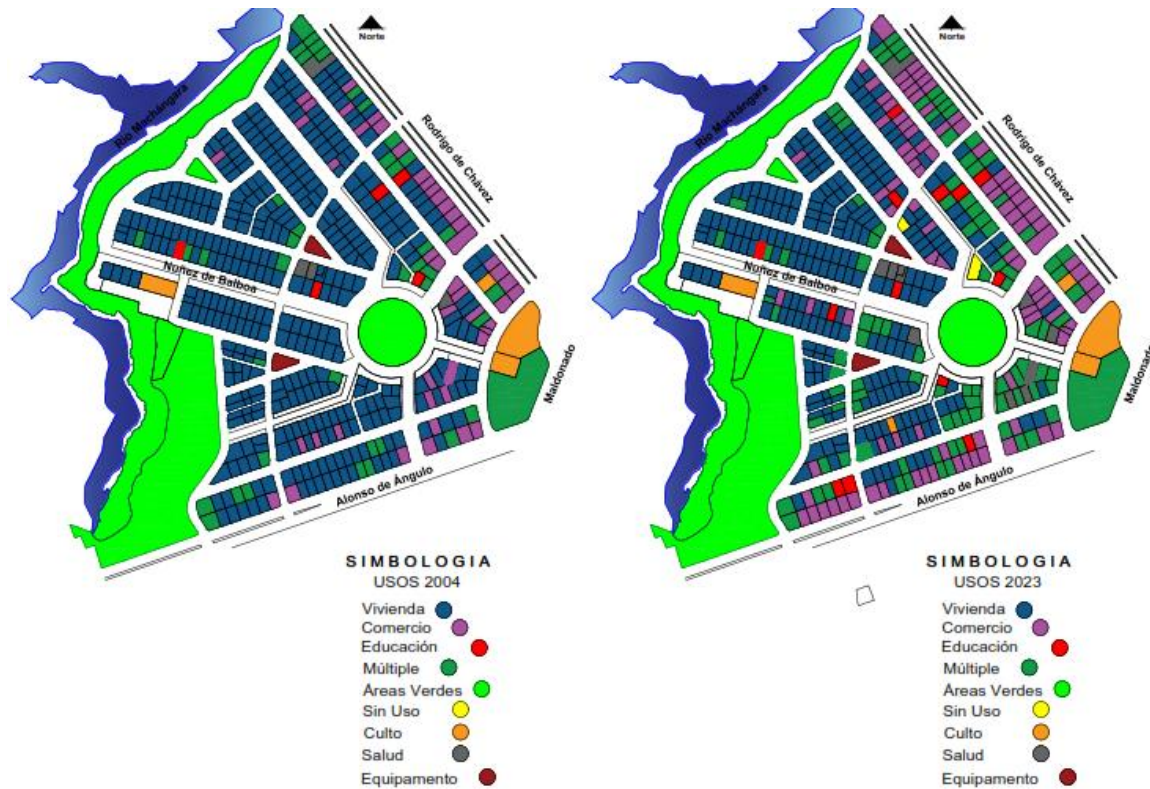 Norte
Río Machángara
Rodrigo de Chávez
Nuñez de Balboa
Maldonado
Alonso de Ángulo
SIMBOLOGIA
USOS 2004
Vivienda
Comercio
Educación
Múltiple
Áreas Verdes
Sin Uso
Culto
Salud
Equipamento
Norte
Río Machángara
Rodrigo de Chávez
Nuñez de Balboa
Maldonado
Alonso de Ángulo
SIMBOLOGIA
USOS 2023
Vivienda
Comercio
Educación
Múltiple
Áreas Verdes
Sin Uso
Culto
Salud
Equipamento